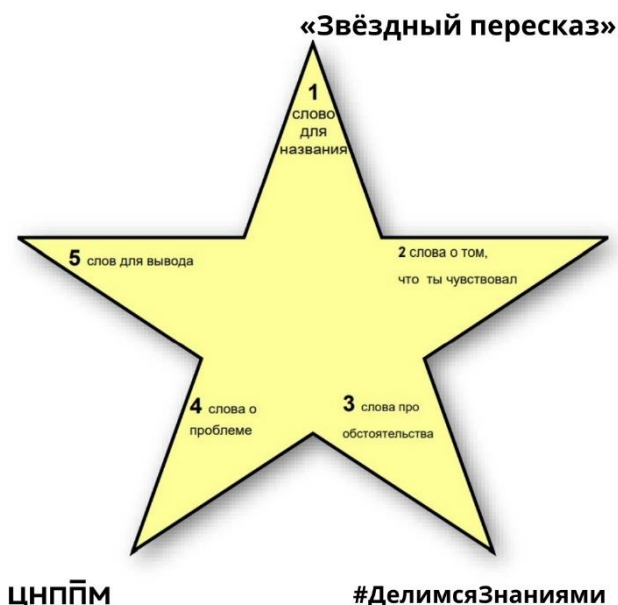 «Звёздный пересказ»
1
слово
для
названия
2 слова о том,
что ты чувствовал
3 слова про
обстоятельства
4 слова о
проблеме
5 слов для вывода
ЦНППМ
#ДелимсяЗнаниями